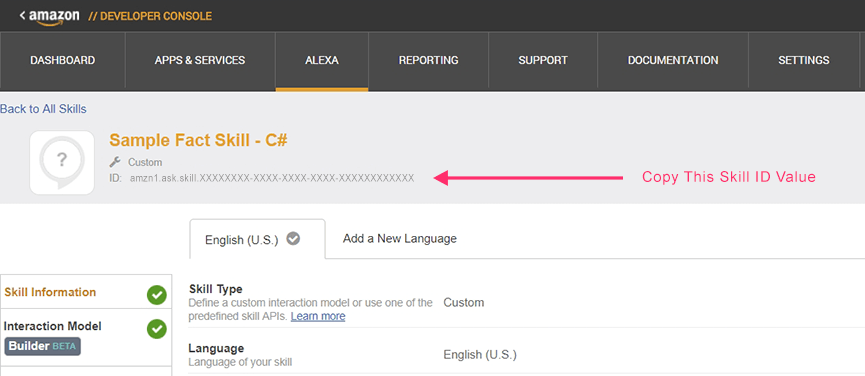 < amazon // DEVELOPER CONSOLE
DASHBOARD APPS & SERVICES ALEXA REPORTING SUPPORT DOCUMENTATION SETTINGS
Back to All Skills
?
Sample Fact Skill - C#
Custom
ID: amzn1.ask.skill.XXXXXXXX-XXXX-XXXX-XXXX-XXXXXXXXXXXX
Copy This Skill ID Value
English (U.S.) Add a New Language
Skill Information
Interaction Model
Builder BETA
Skill Type
Define a custom interaction model or use one of the
predefined skill APIs. Learn more
Custom
Language
Language of your skill
English (U.S.)